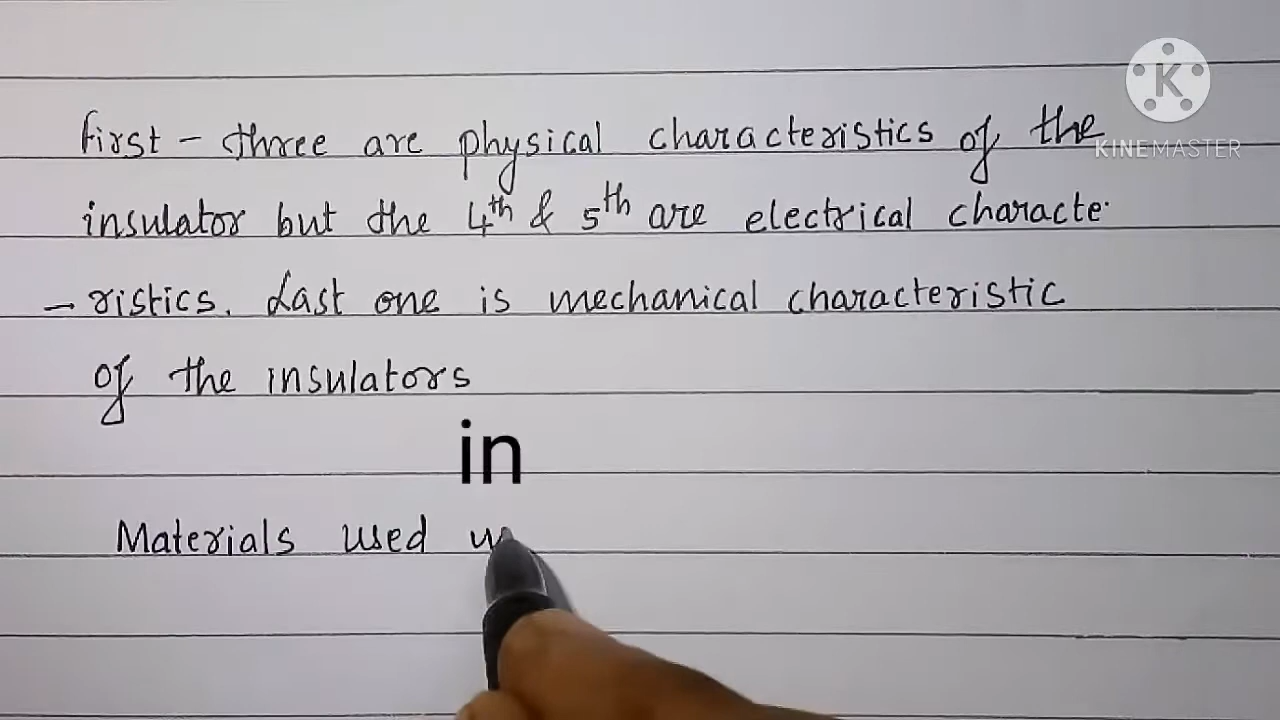 first - three are physical characteristics of the
KINEMASTER
insulator but the 4th & 5th are electrical characte.
- ristics. Last one is mechanical characteristic
of the insulators
in
Materials used